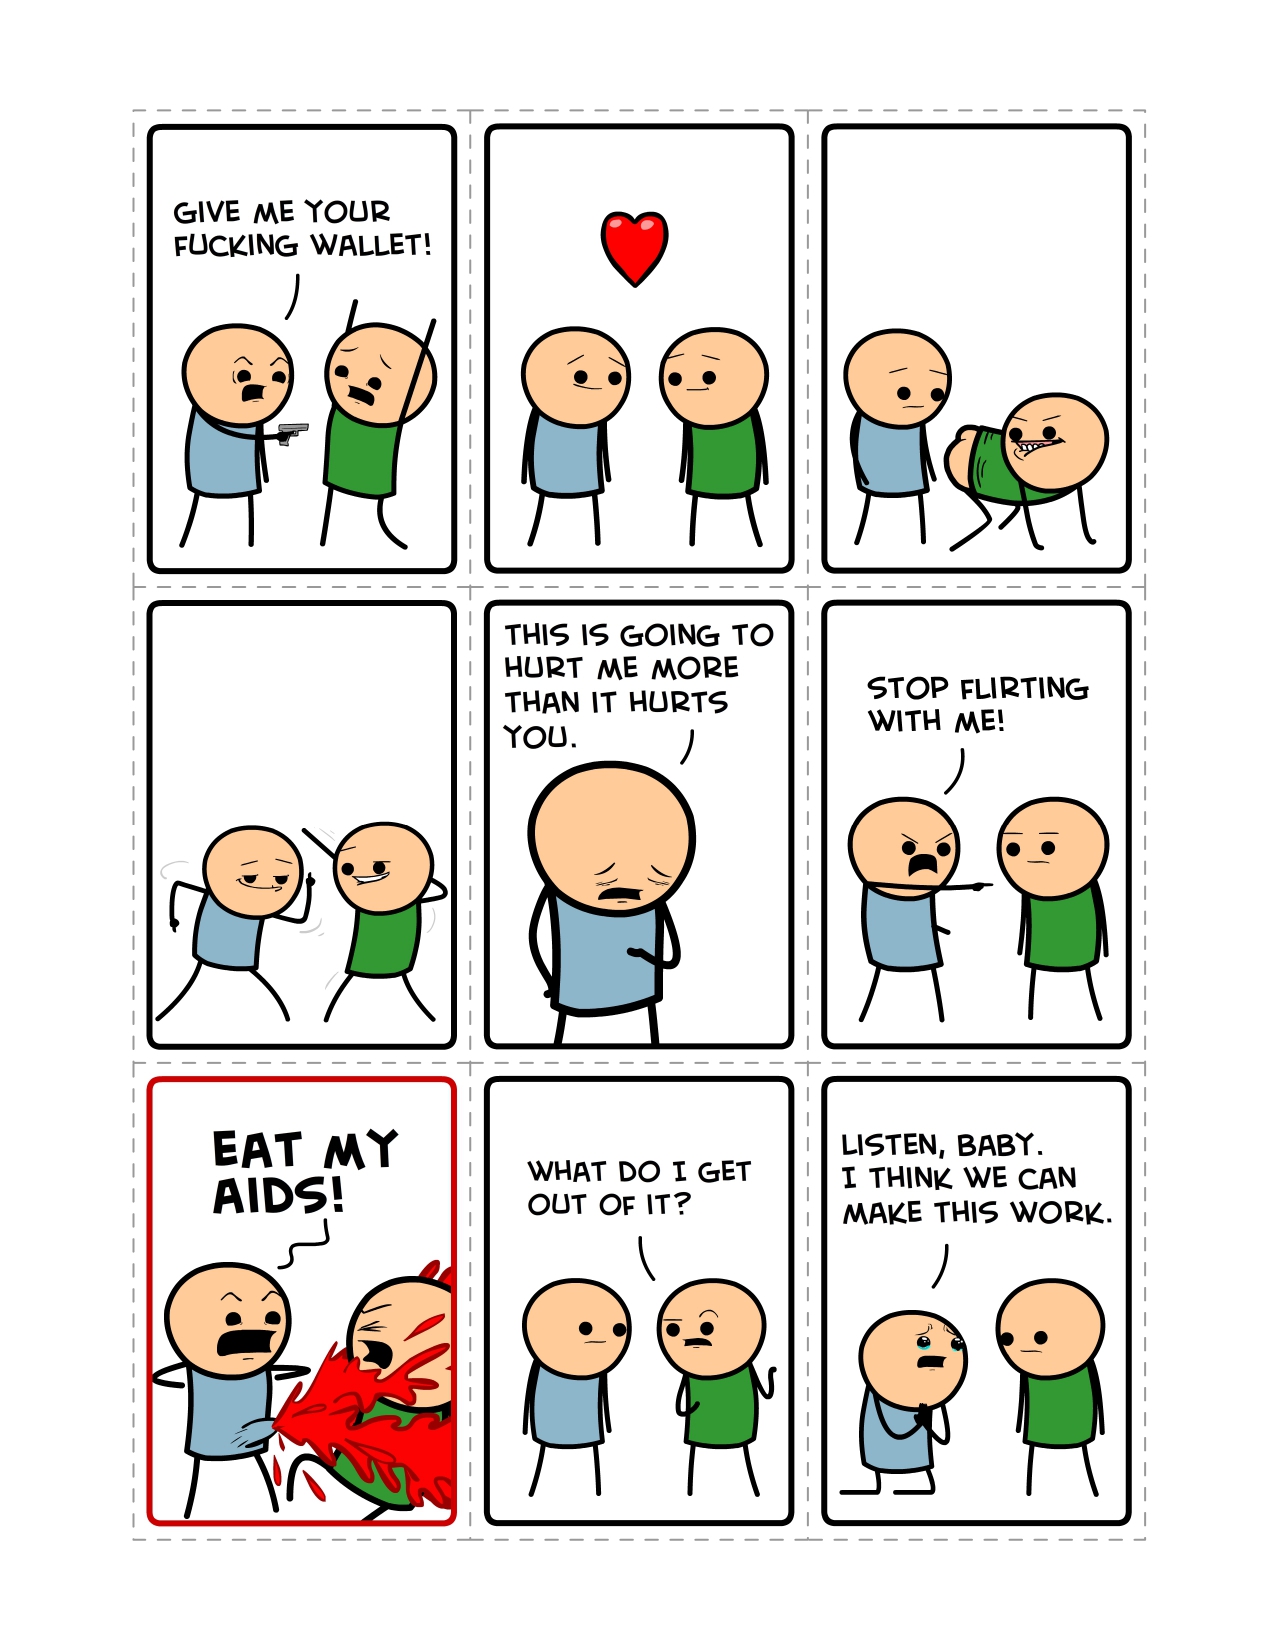 GIVE ME YOUR
FUCKING WALLET!
THIS IS GOING TO
HURT ME MORE
THAN IT HURTS
YOU.
STOP FLIRTING
WITH ME!
EAT MY
AIDS!
WHAT DO I GET
OUT OF IT?
LISTEN, BABY.
I THINK WE CAN
MAKE THIS WORK.